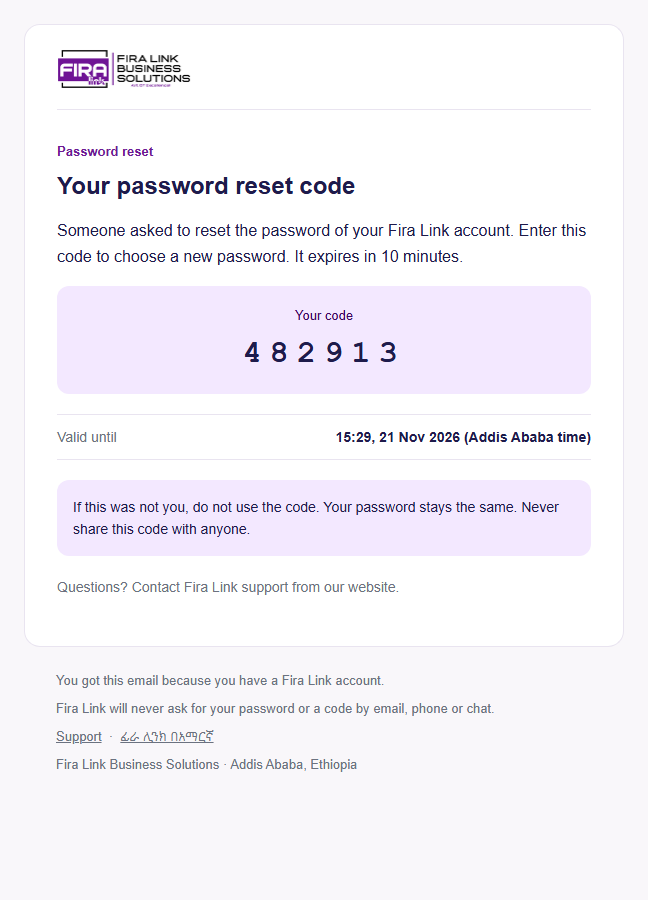 FIRA
FIRA LINK
BUSINESS
SOLUTIONS
Password reset
Your password reset code
Someone asked to reset the password of your Fira Link account. Enter this
code to choose a new password. It expires in 10 minutes.
Your code
482913
Valid until 15:29, 21 Nov 2026 (Addis Ababa time)
If this was not you, do not use the code. Your password stays the same. Never
share this code with anyone.
Questions? Contact Fira Link support from our website.
You got this email because you have a Fira Link account.
Fira Link will never ask for your password or a code by email, phone or chat.
Support · ፊራ ሊንክ በአማርኛ
Fira Link Business Solutions · Addis Ababa, Ethiopia